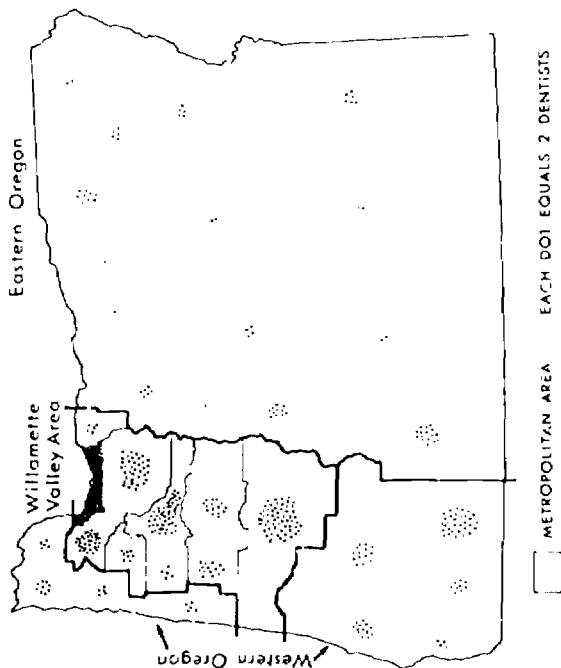 Eastern Oregon
Willamette
Valley Area
Western Oregon
METROPOLITAN AREA
EACH DOT EQUALS 2 DENTISTS